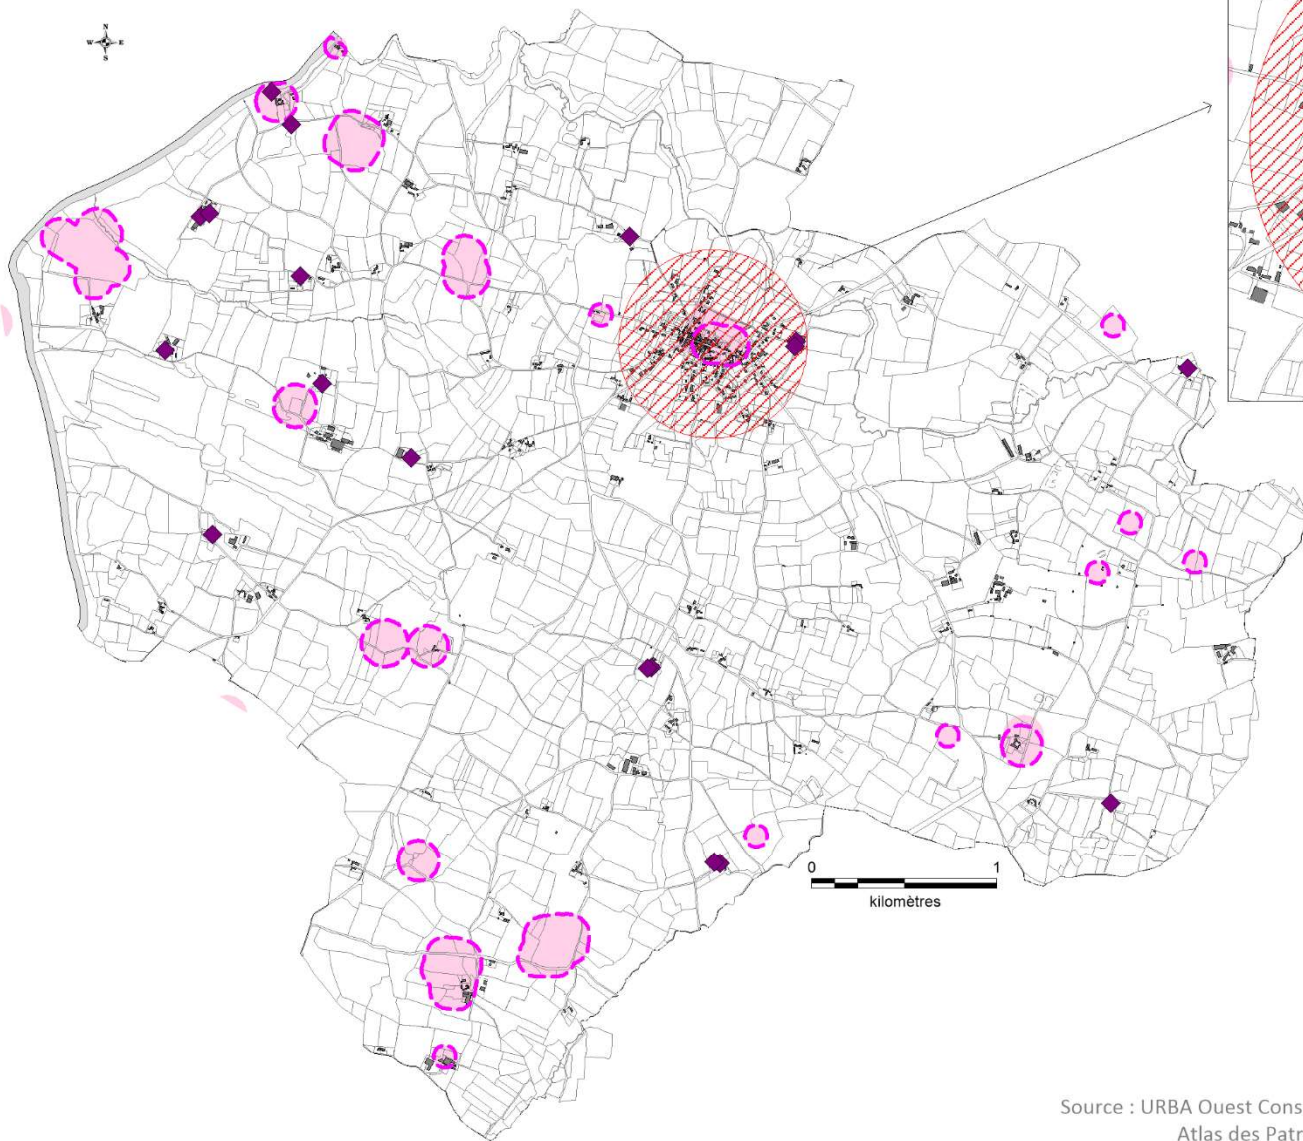 N
W E
S
0 1
kilomètres
Source : URBA Ouest Cons
Atlas des Patr